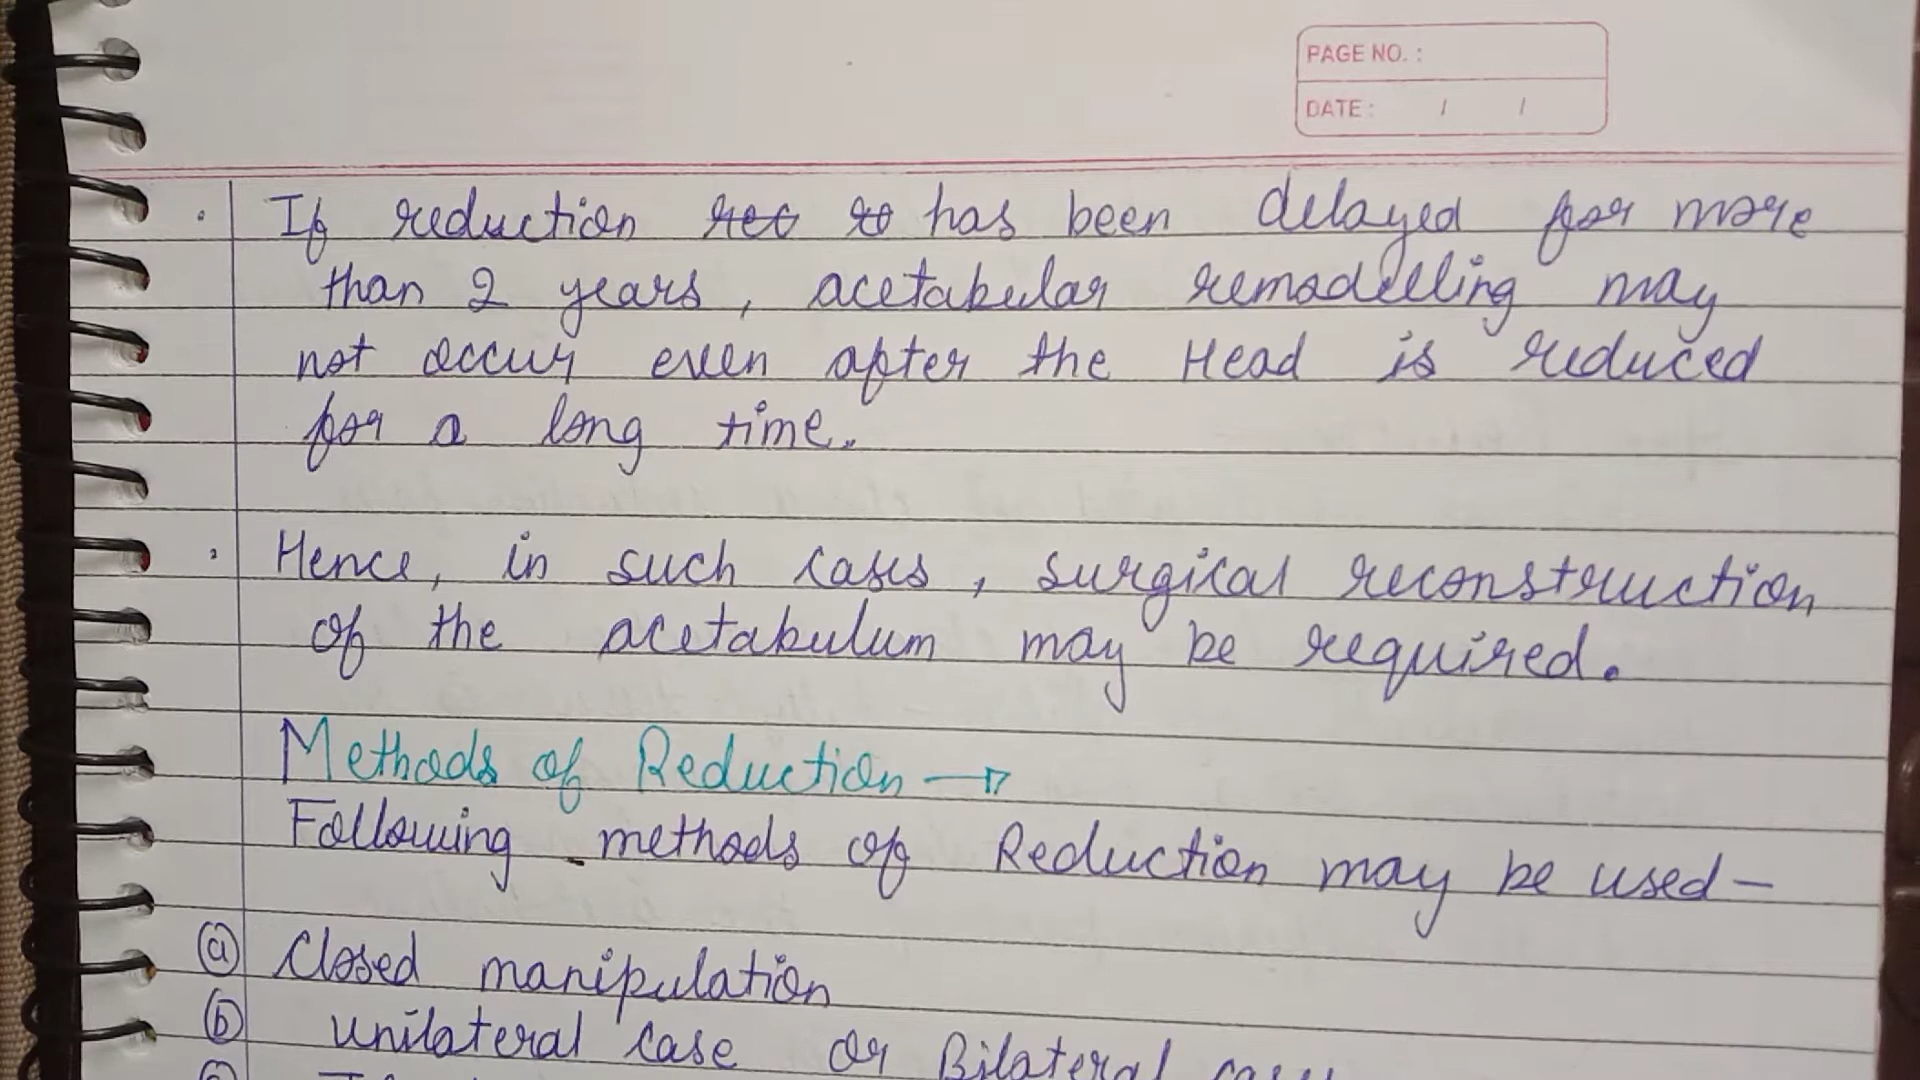 PAGE NO. :
DATE : / /
. If reduction has been delayed for more
than 2 years, acetabular remodelling may
not occur even after the Head is reduced
for a long time.
. Hence, in such cases, surgical reconstruction
of the acetabulum may be required.
Methods of Reduction →
Following methods of Reduction may be used -
(a) Closed manipulation
(b) unilateral case or Bilateral case